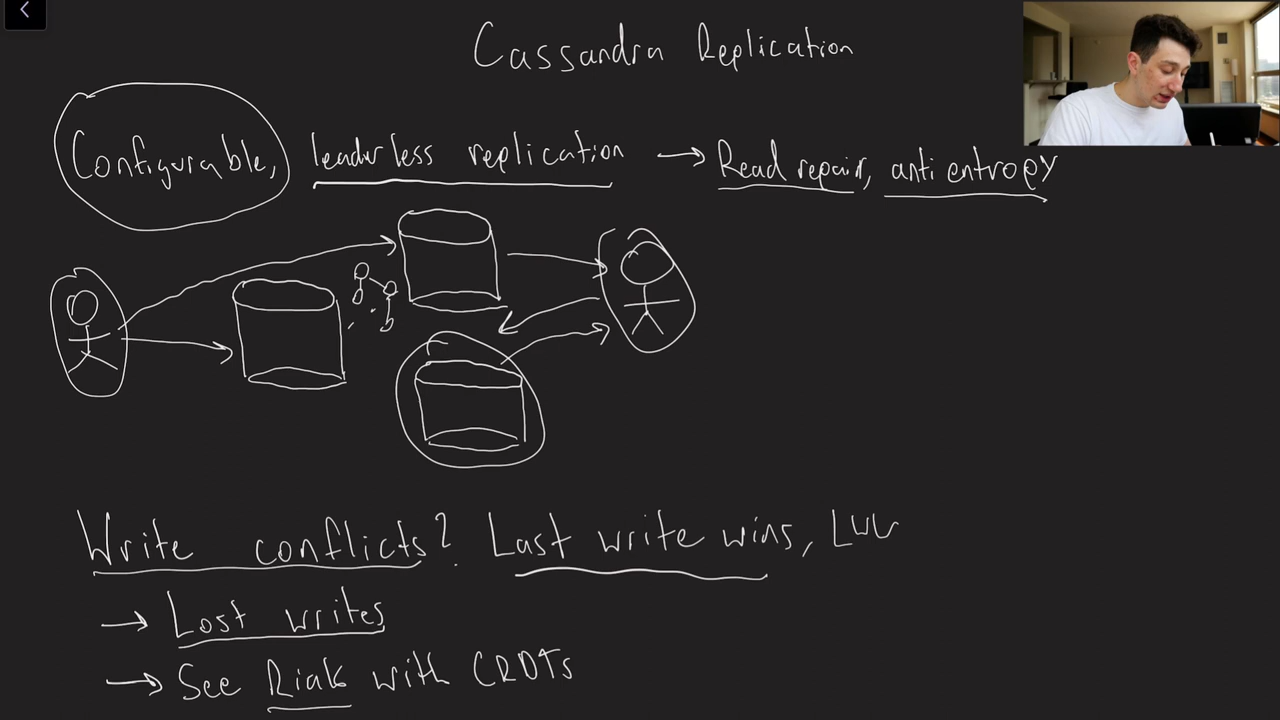 Cassandra Replication
Configurable, leaderless replication → Read repair, anti entropy
Write conflicts? Last write wins, LWW
→ Lost writes
→ See Riak with CRDTs